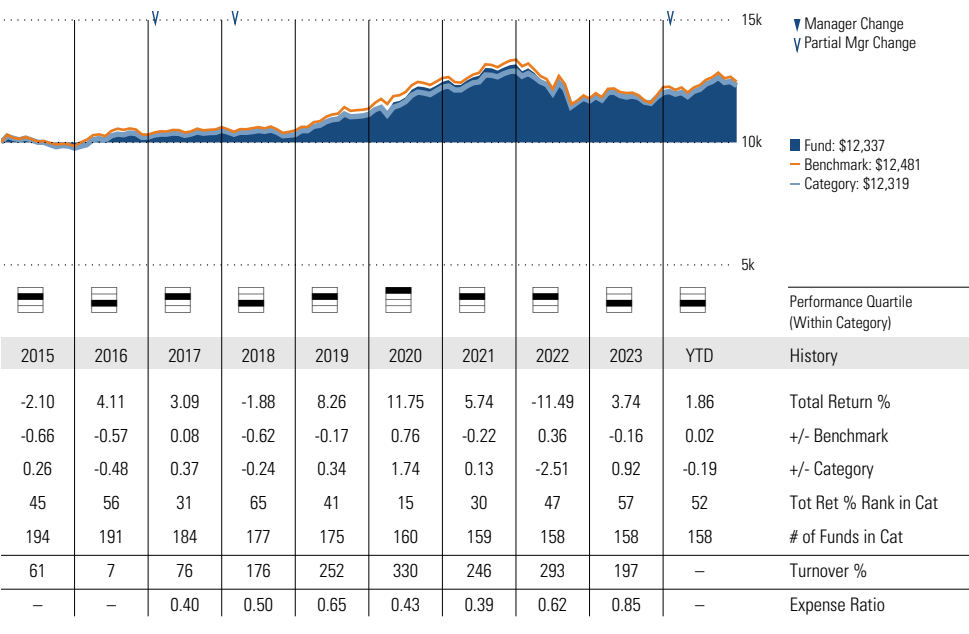 15k
Manager Change
Partial Mgr Change
10k
Fund: $12,337
Benchmark: $12,481
Category: $12,319
5k
Performance Quartile
(Within Category)
2015 2016 2017 2018 2019 2020 2021 2022 2023 YTD History
-2.10 4.11 3.09 -1.88 8.26 11.75 5.74 -11.49 3.74 1.86 Total Return %
-0.66 -0.57 0.08 -0.62 -0.17 0.76 -0.22 0.36 -0.16 0.02 +/- Benchmark
0.26 -0.48 0.37 -0.24 0.34 1.74 0.13 -2.51 0.92 -0.19 +/- Category
45 56 31 65 41 15 30 47 57 52 Tot Ret % Rank in Cat
194 191 184 177 175 160 159 158 158 158 # of Funds in Cat
61 7 76 176 252 330 246 293 197 – Turnover %
– – 0.40 0.50 0.65 0.43 0.39 0.62 0.85 – Expense Ratio